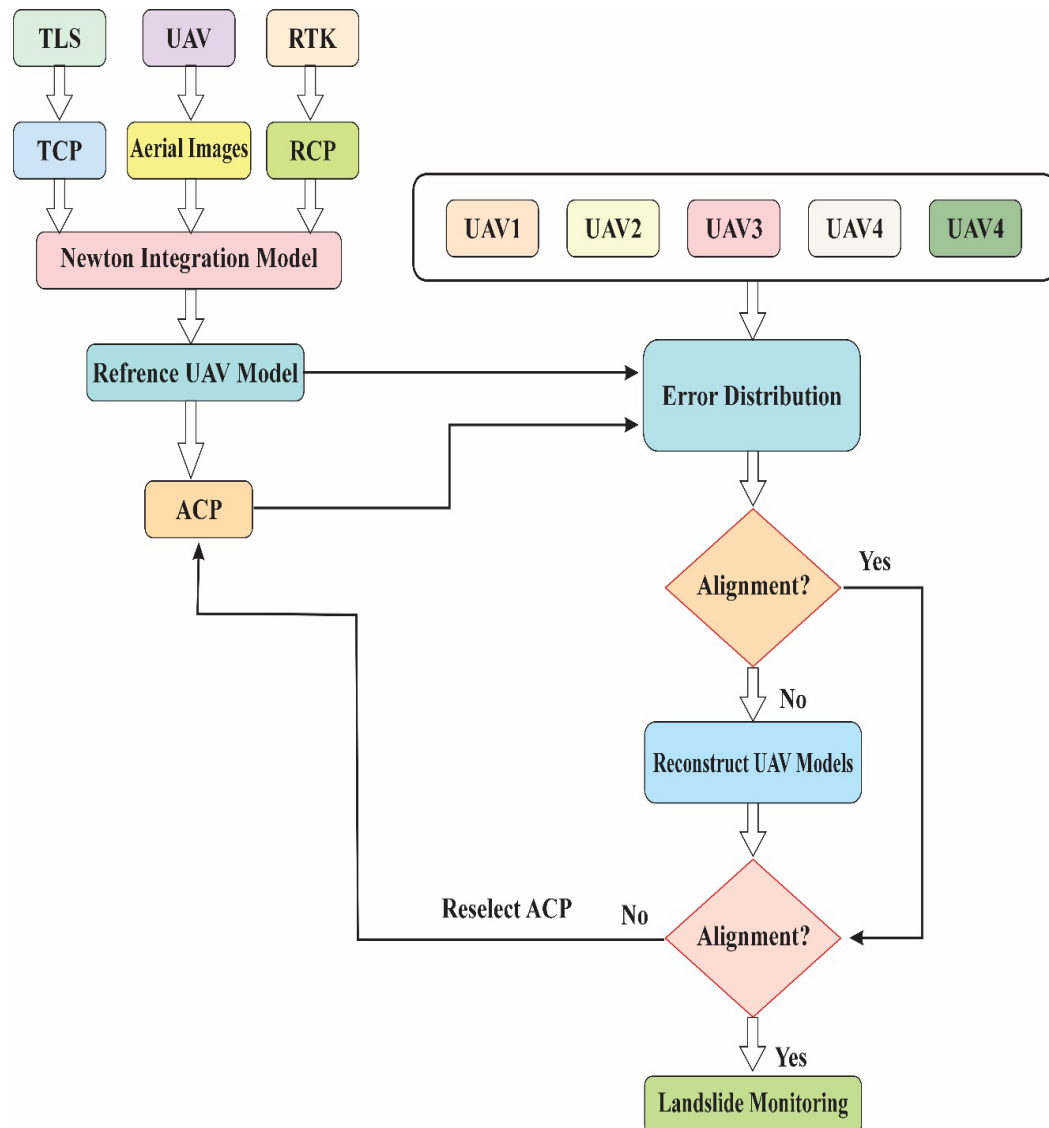 TLS
UAV
RTK
TCP
Aerial Images
RCP
UAV1
UAV2
UAV3
UAV4
UAV4
Newton Integration Model
Refrence UAV Model
Error Distribution
ACP
Alignment?
Yes
No
Reconstruct UAV Models
Reselect ACP
No
Alignment?
Yes
Landslide Monitoring